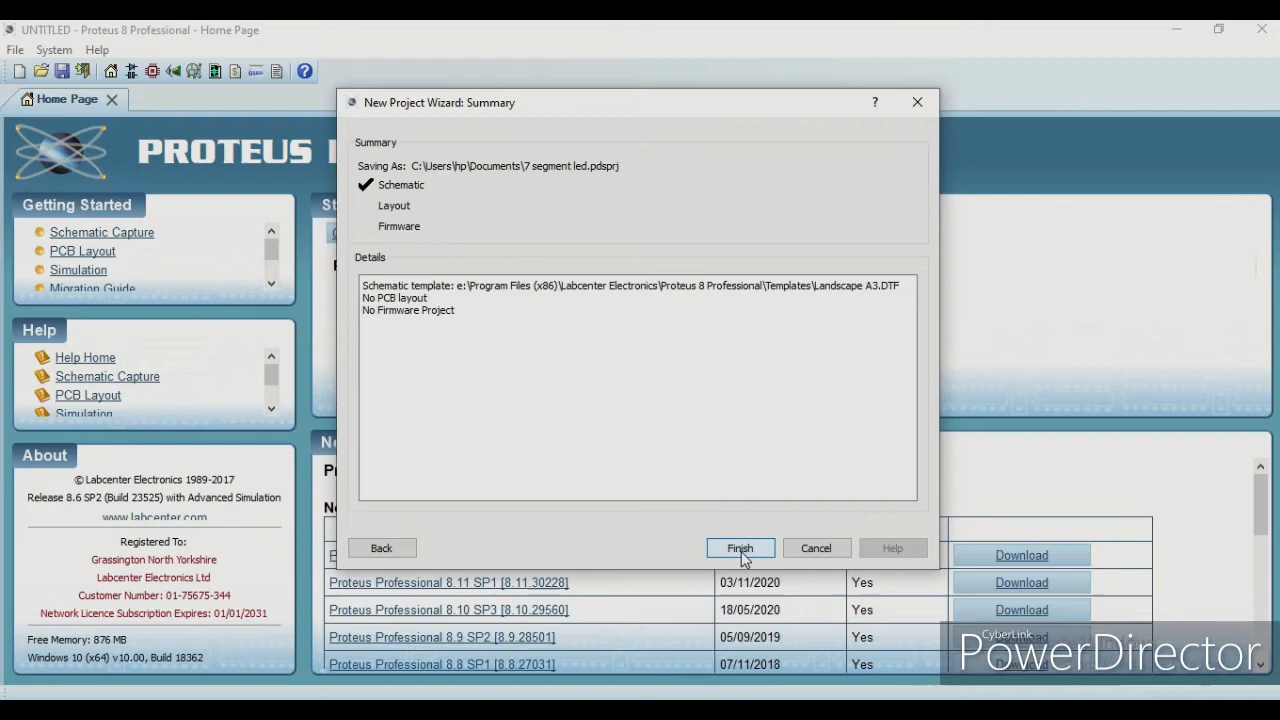 UNTITLED - Proteus 8 Professional - Home Page
File System Help
Home Page
PROTEUS
Getting Started
Schematic Capture
PCB Layout
Simulation
Migration Guide
Help
Help Home
Schematic Capture
PCB Layout
Simulation
About
© Labcenter Electronics 1989-2017
Release 8.6 SP2 (Build 23525) with Advanced Simulation
www.labcenter.com
Registered To:
Grassington North Yorkshire
Labcenter Electronics Ltd
Customer Number: 01-75675-344
Network Licence Subscription Expires: 01/01/2031
Free Memory: 876 MB
Windows 10 (x64) v10.00, Build 18362
New Project Wizard: Summary
?
Summary
Saving As: C:\Users\hp\Documents\7 segment led.pdsprj
Schematic
Layout
Firmware
Details
Schematic template: e:\Program Files (x86)\Labcenter Electronics\Proteus 8 Professional\Templates\Landscape A3.DTF
No PCB layout
No Firmware Project
Back Finish Cancel Help
Download
Proteus Professional 8.11 SP1 [8.11.30228] 03/11/2020 Yes Download
Proteus Professional 8.10 SP3 [8.10.29560] 18/05/2020 Yes Download
Proteus Professional 8.9 SP2 [8.9.28501] 05/09/2019 Yes Download
Proteus Professional 8.8 SP1 [8.8.27031] 07/11/2018 Yes
CyberLink
PowerDirector